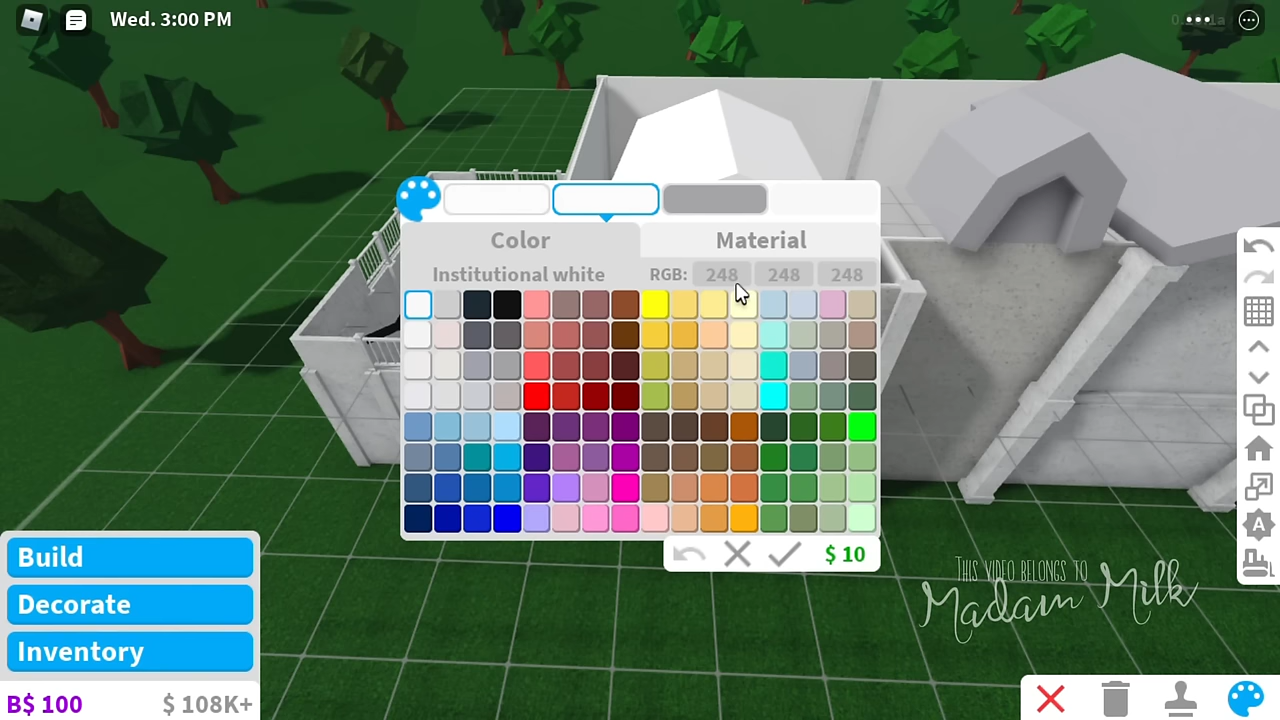 Wed. 3:00 PM
Color
Material
Institutional white
RGB: 248 248 248
$ 10
Build
Decorate
Inventory
B$ 100
$ 108K+
A
THIS VIDEO BELONGS TO
Madam Milk